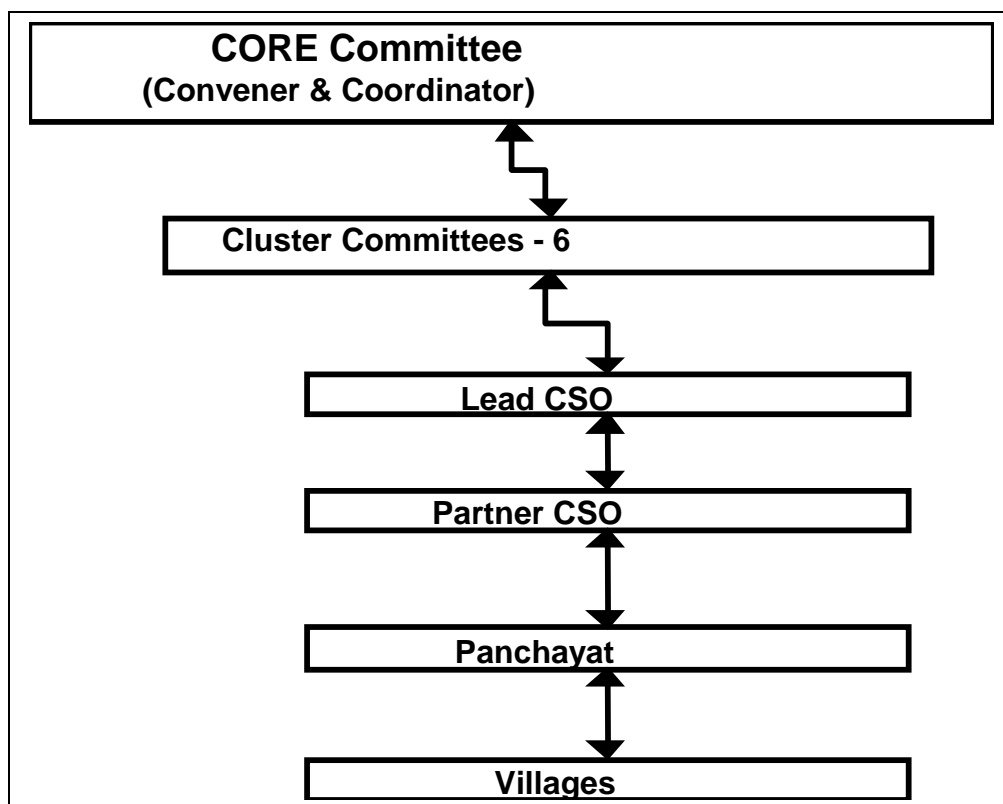 CORE Committee
(Convener & Coordinator)
Cluster Committees - 6
Lead CSO
Partner CSO
Panchayat
Villages